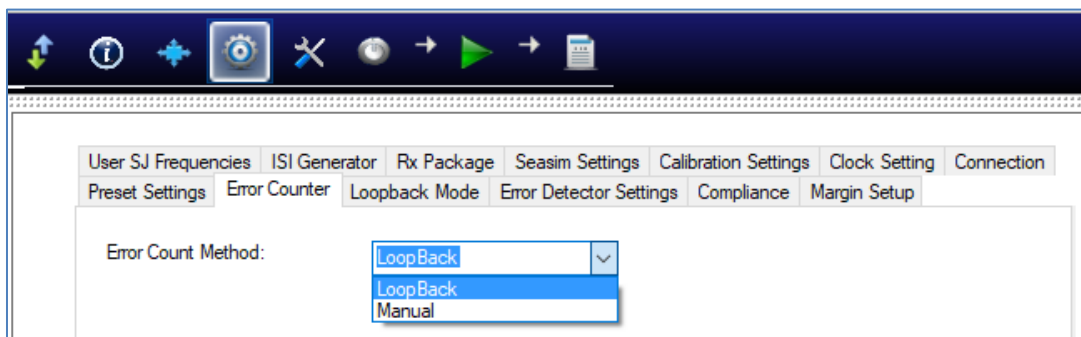 User SJ Frequencies ISI Generator Rx Package Seasim Settings Calibration Settings Clock Setting Connection
Preset Settings Error Counter Loopback Mode Error Detector Settings Compliance Margin Setup
Error Count Method: LoopBack
LoopBack
Manual